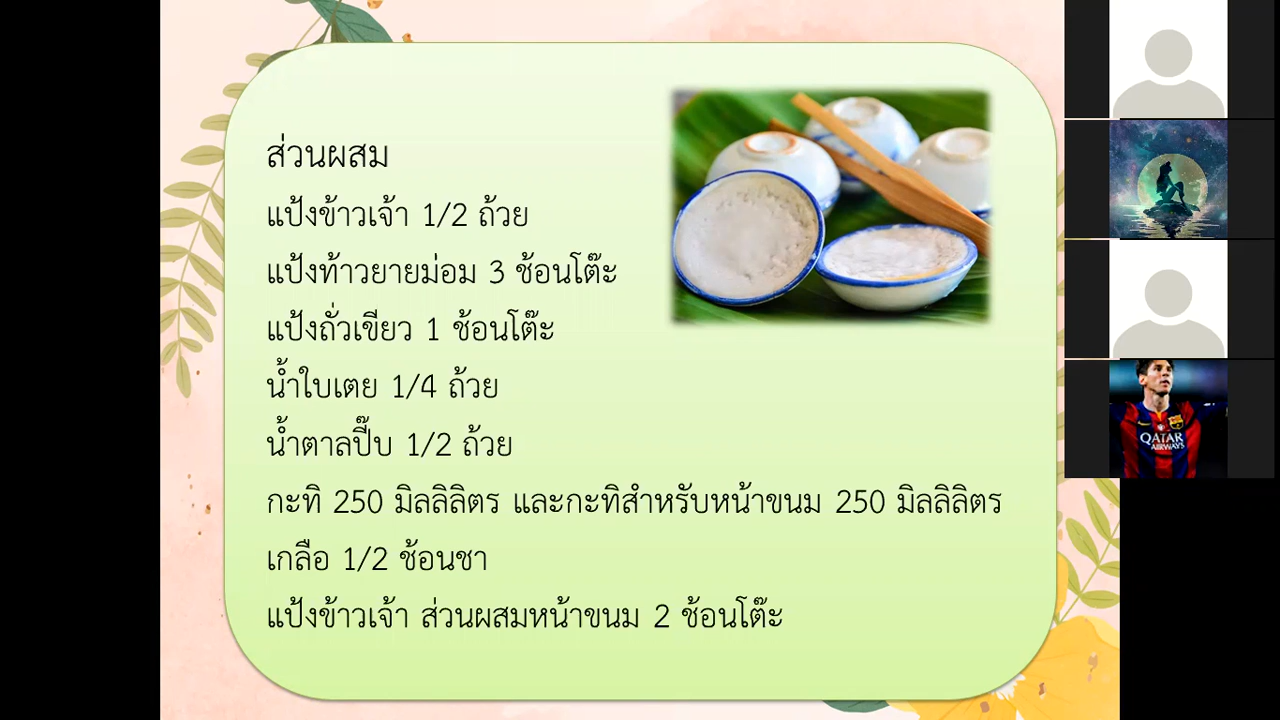 ส่วนผสม
แป้งข้าวเจ้า 1/2 ถ้วย
แป้งท้าวยายม่อม 3 ช้อนโต๊ะ
แป้งถั่วเขียว 1 ช้อนโต๊ะ
น้ำใบเตย 1/4 ถ้วย
น้ำตาลปี๊บ 1/2 ถ้วย
กะทิ 250 มิลลิลิตร และกะทิสำหรับหน้าขนม 250 มิลลิลิตร
เกลือ 1/2 ช้อนชา
แป้งข้าวเจ้า ส่วนผสมหน้าขนม 2 ช้อนโต๊ะ
QATAR
AIRWAYS